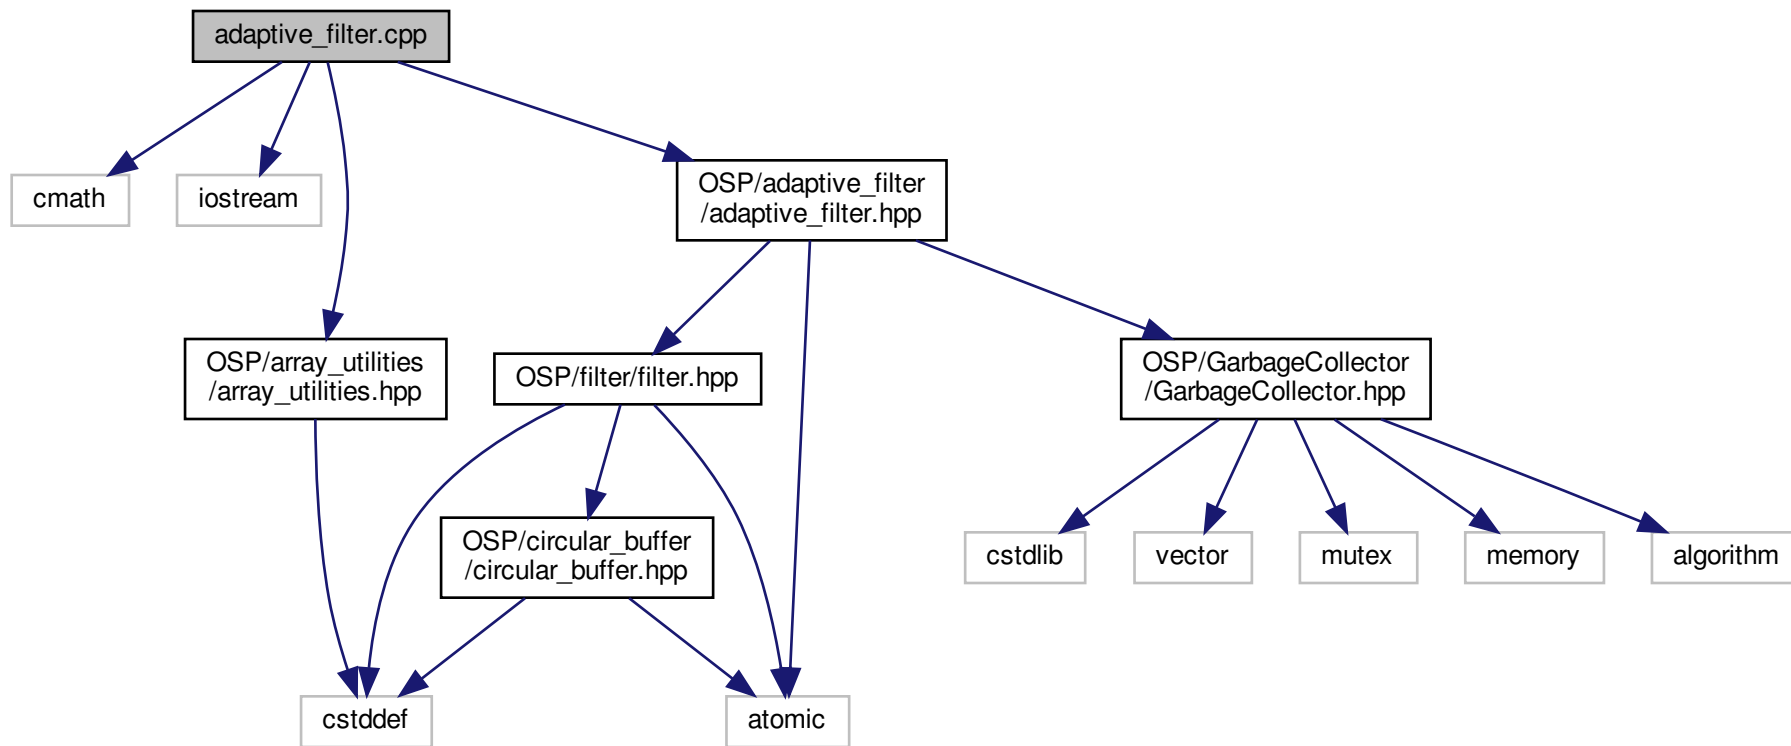 adaptive_filter.cpp
cmath
iostream
OSP/adaptive_filter
/adaptive_filter.hpp
OSP/array_utilities
/array_utilities.hpp
OSP/filter/filter.hpp
OSP/GarbageCollector
/GarbageCollector.hpp
OSP/circular_buffer
/circular_buffer.hpp
cstdlib
vector
mutex
memory
algorithm
cstddef
atomic